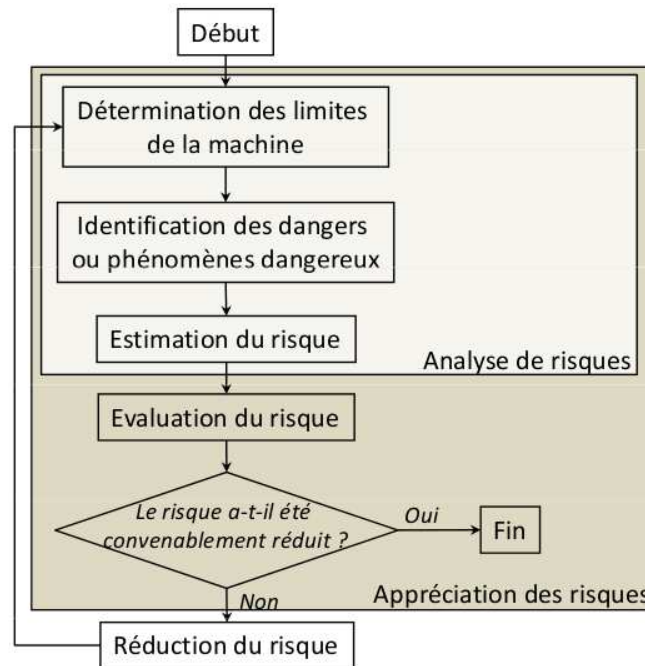 Début
Détermination des limites
de la machine
Identification des dangers
ou phénomènes dangereux
Estimation du risque
Analyse de risques
Evaluation du risque
Le risque a-t-il été
convenablement réduit ?
Oui
Fin
Appréciation des risques
Non
Réduction du risque